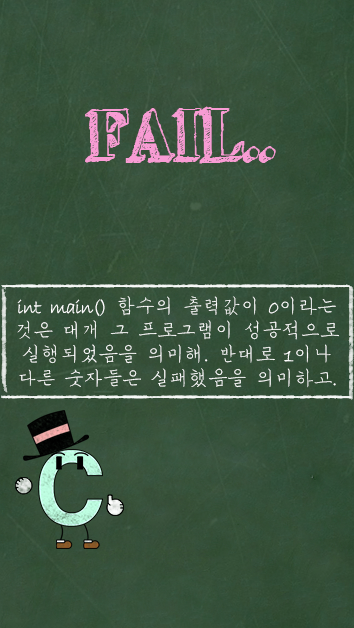 FAIL...
int main() 함수의 출력값이 0이라는
것은 대개 그 프로그램이 성공적으로
실행되었음을 의미해. 반대로 1이나
다른 숫자들은 실패했음을 의미하고.
C